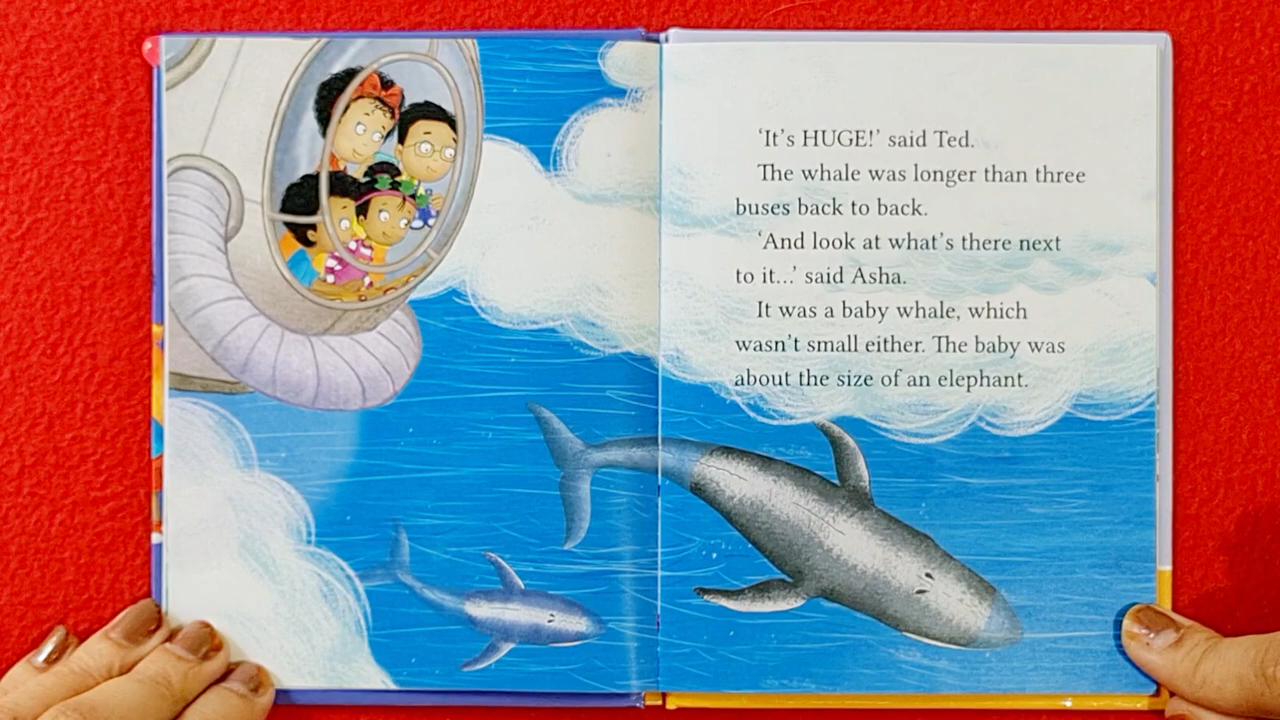 ‘It’s HUGE!’ said Ted.
The whale was longer than three
buses back to back.
‘And look at what’s there next
to it...’ said Asha.
It was a baby whale, which
wasn’t small either. The baby was
about the size of an elephant.